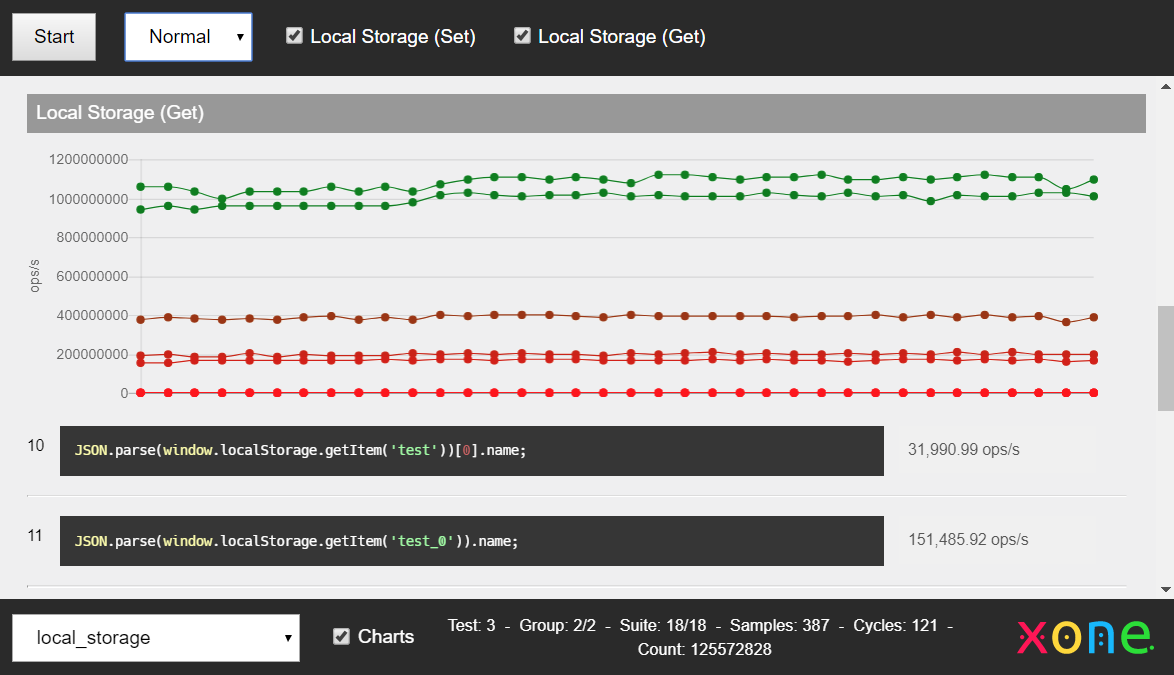 Start
Normal
Local Storage (Set)
Local Storage (Get)
Local Storage (Get)
1200000000
1000000000
800000000
600000000
400000000
200000000
0
ops/s
10
JSON.parse(window.localStorage.getItem('test'))[0].name;
31,990.99 ops/s
11
JSON.parse(window.localStorage.getItem('test_0')).name;
151,485.92 ops/s
local_storage
Charts
Test: 3 - Group: 2/2 - Suite: 18/18 - Samples: 387 - Cycles: 121 -
Count: 125572828
xone.